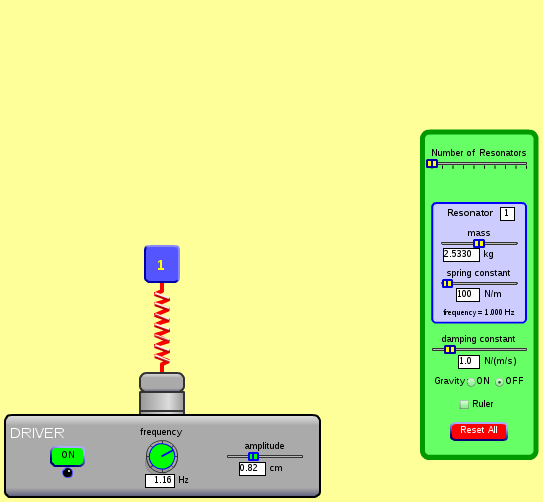 Number of Resonators
Resonator 1
mass
2.5330 kg
spring constant
100 N/m
frequency = 1.000 Hz
damping constant
1.0 N/(m/s)
Gravity: ON OFF
Ruler
Reset All
1
DRIVER
ON
frequency
1.16 Hz
amplitude
0.82 cm